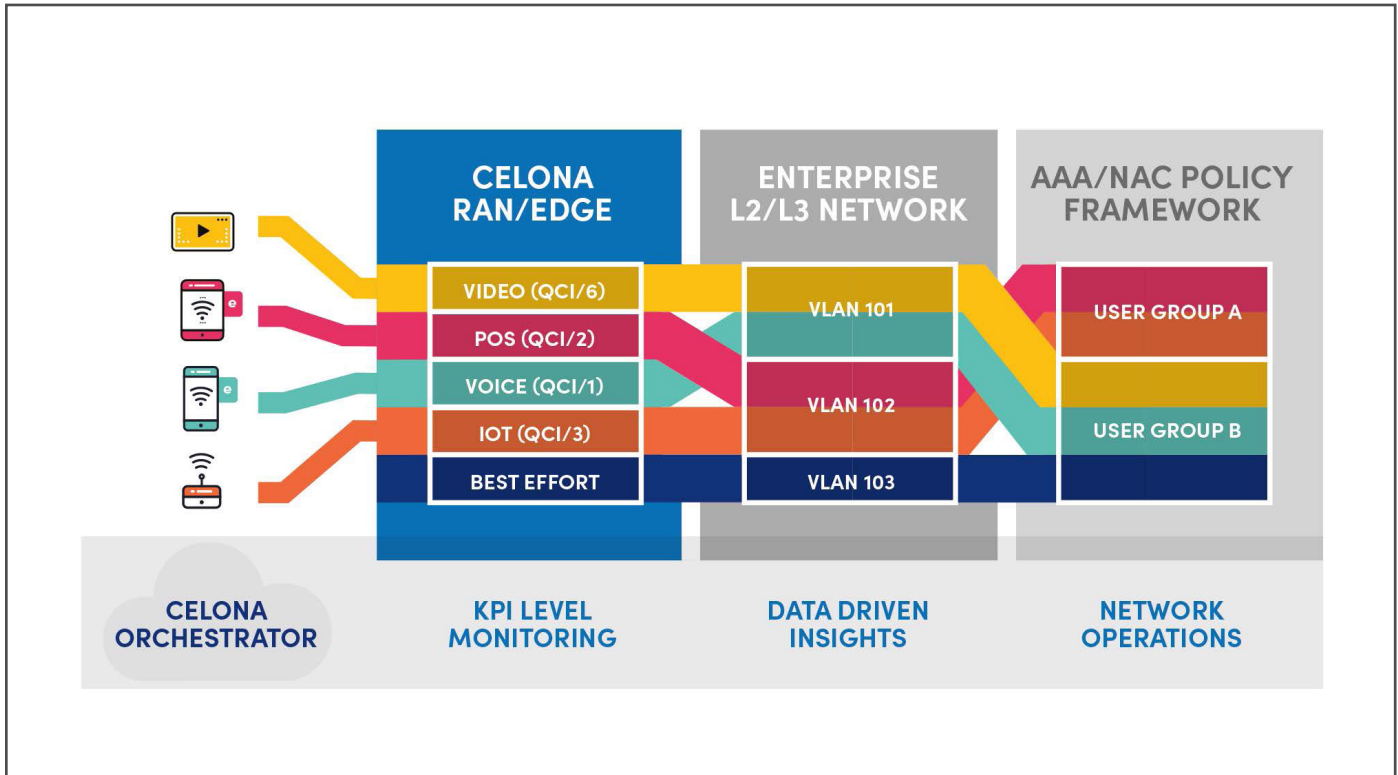 CELONA
RAN/EDGE
ENTERPRISE
L2/L3 NETWORK
AAA/NAC POLICY
FRAMEWORK
e
e
VIDEO (QCI/6)
POS (QCI/2)
VOICE (QCI/1)
IOT (QCI/3)
BEST EFFORT
VLAN 101
VLAN 102
VLAN 103
USER GROUP A
USER GROUP B
CELONA
ORCHESTRATOR
KPI LEVEL
MONITORING
DATA DRIVEN
INSIGHTS
NETWORK
OPERATIONS